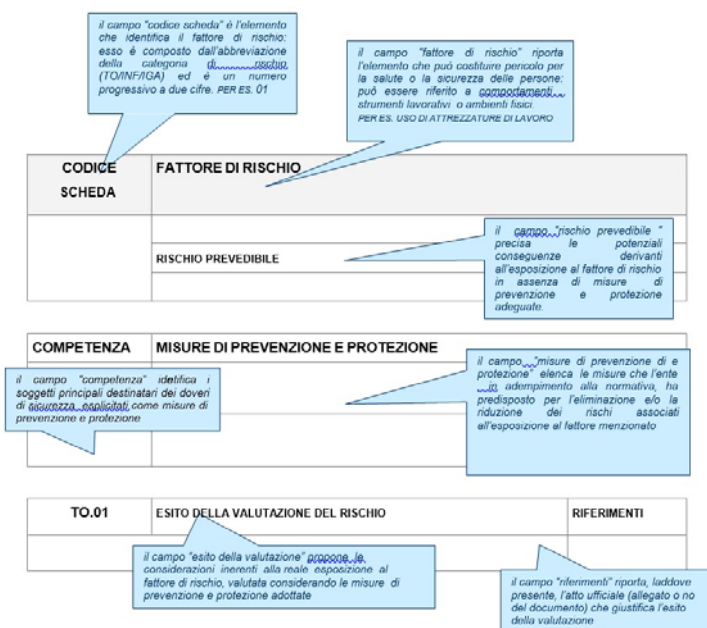 il campo "codice scheda" è l'elemento
che identifica il fattore di rischio:
esso è composto dall'abbreviazione
della categoria di rischio
(TO/INF/IGA) ed è un numero
progressivo a due cifre. PER ES. 01
il campo "fattore di rischio" riporta
l'elemento che può costituire pericolo per
la salute o la sicurezza delle persone:
può essere riferito a comportamenti
strumenti lavorativi o ambienti fisici.
PER ES. USO DI ATTREZZATURE DI LAVORO
CODICE
SCHEDA
FATTORE DI RISCHIO
RISCHIO PREVEDIBILE
il campo "rischio prevedibile "
precisa le potenziali
conseguenze derivanti
all'esposizione al fattore di rischio
in assenza di misure di
prevenzione e protezione
adeguate.
COMPETENZA
MISURE DI PREVENZIONE E PROTEZIONE
il campo "competenza" identifica i
soggetti principali destinatari dei doveri
di sicurezza esplicitati come misure di
prevenzione e protezione
il campo "misure di prevenzione di e
protezione" elenca le misure che l'ente
in adempimento alla normativa, ha
predisposto per l'eliminazione e/o la
riduzione dei rischi associati
all'esposizione al fattore menzionato
TO.01
ESITO DELLA VALUTAZIONE DEL RISCHIO
RIFERIMENTI
il campo "esito della valutazione" propone le
considerazioni inerenti alla reale esposizione al
fattore di rischio, valutata considerando le misure di
prevenzione e protezione adottate
il campo "riferimenti" riporta, laddove
presente, l'atto ufficiale (allegato o no
del documento) che giustifica l'esito
della valutazione